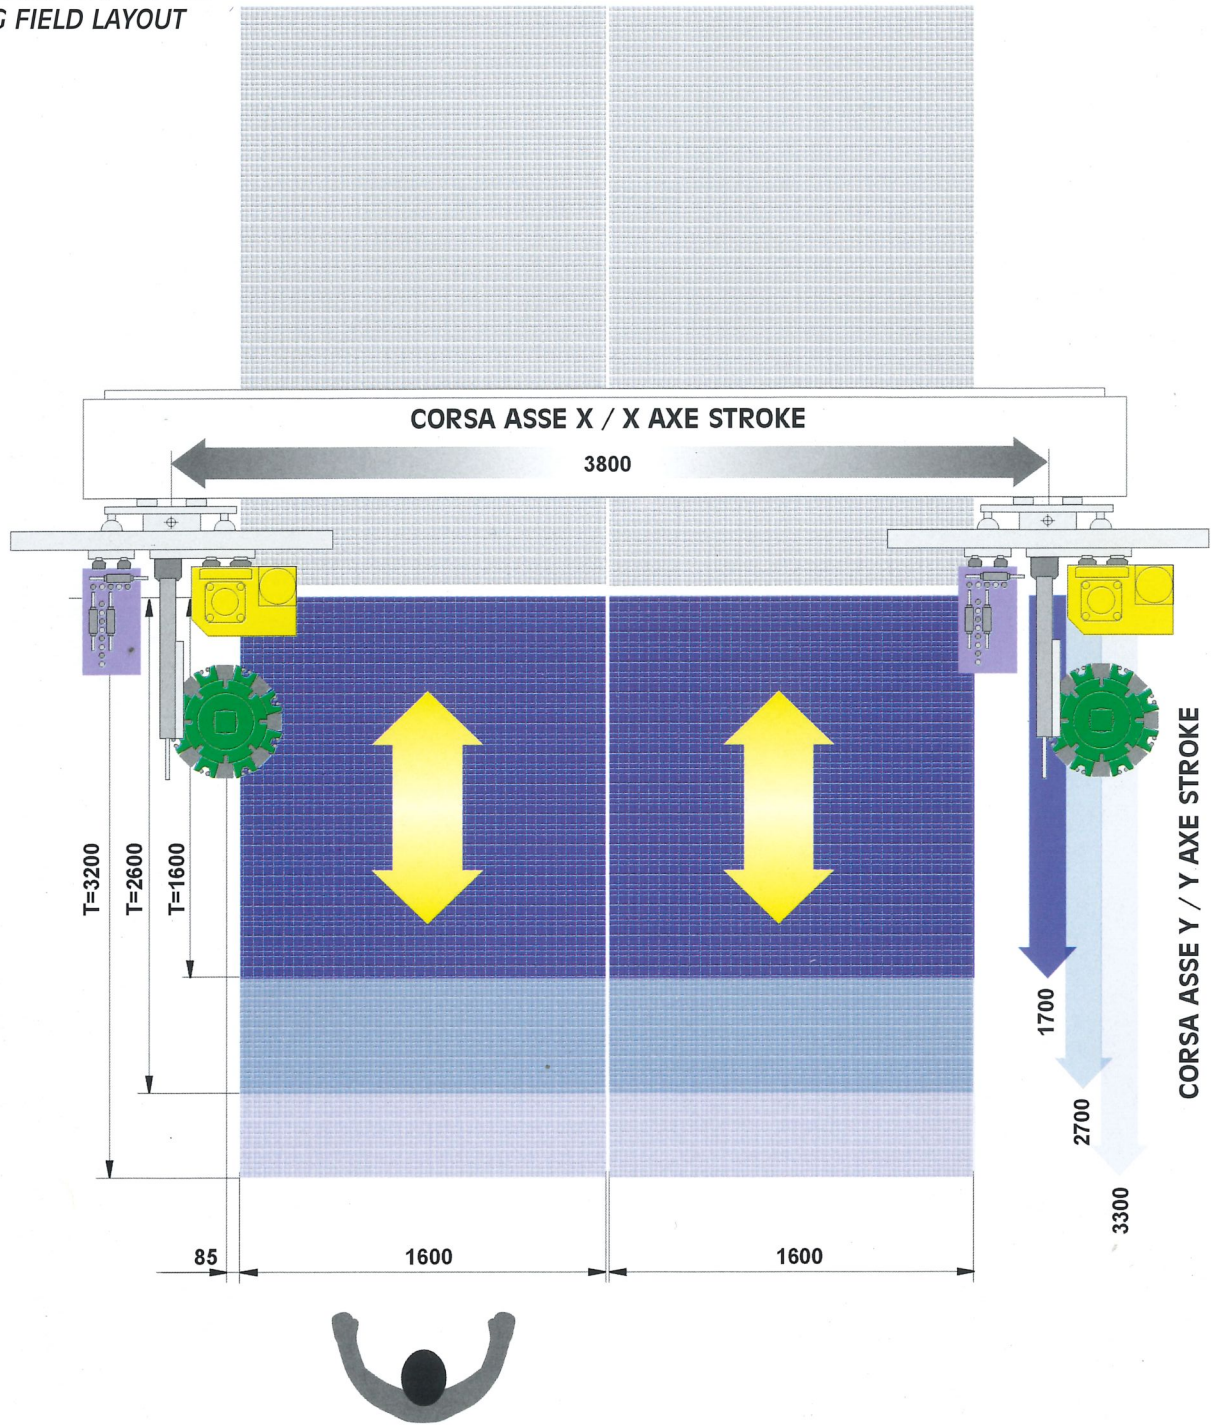 G FIELD LAYOUT
CORSA ASSE X / X AXE STROKE
3800
T=3200
T=2600
T=1600
1700
2700
3300
CORSA ASSE Y / Y AXE STROKE
85
1600
1600